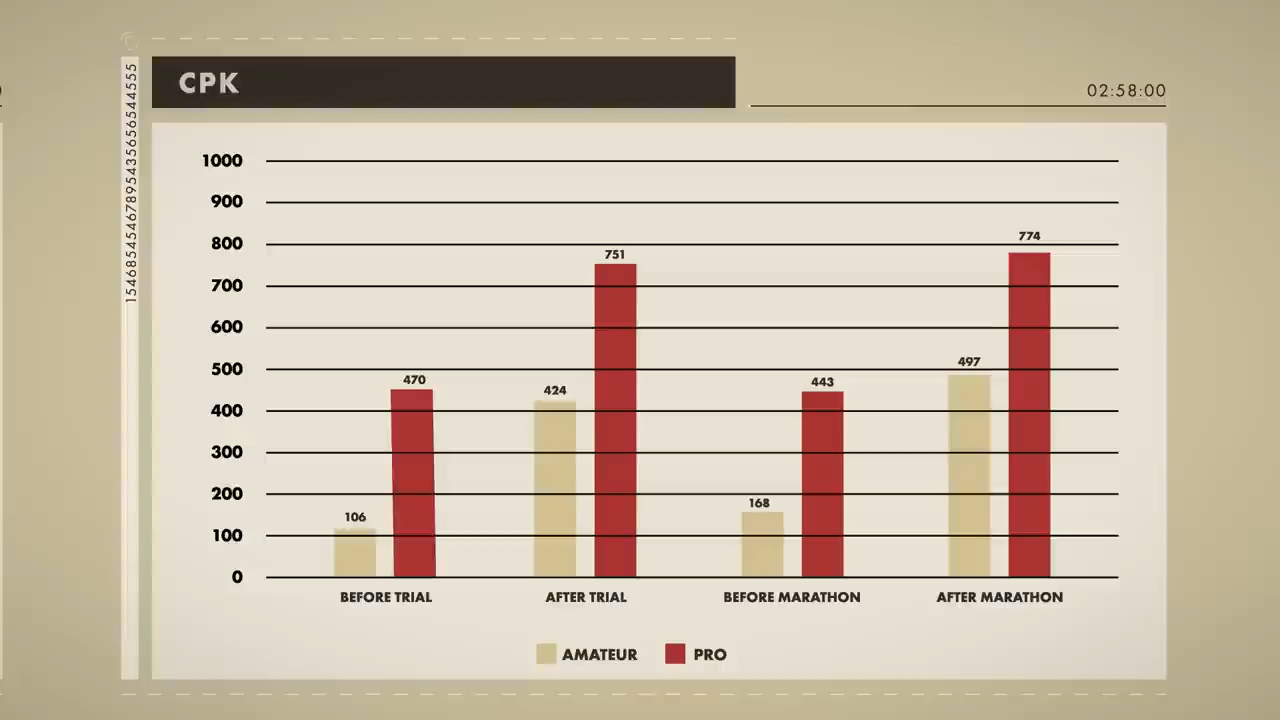 CPK
02:58:00
1000
900
800
700
600
500
400
300
200
100
0
106
470
424
751
168
443
497
774
BEFORE TRIAL
AFTER TRIAL
BEFORE MARATHON
AFTER MARATHON
AMATEUR
PRO